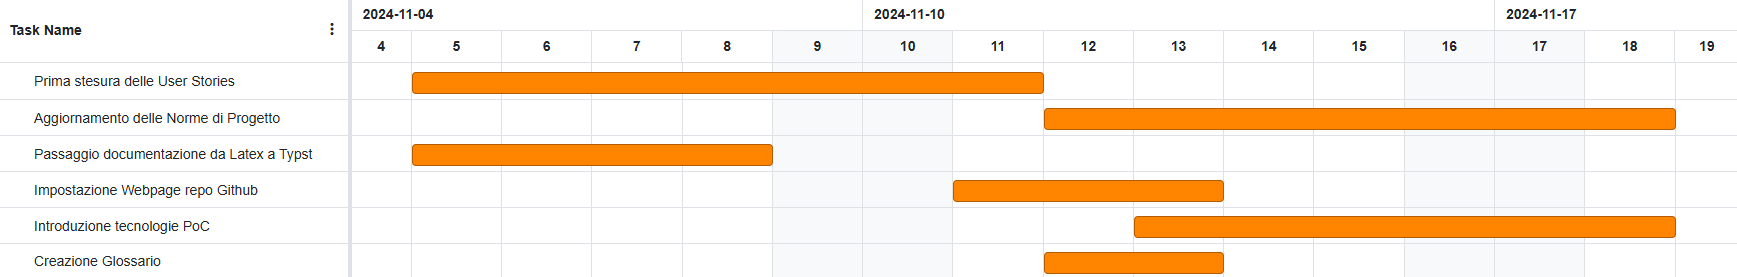 Task Name
2024-11-04 2024-11-10 2024-11-17
4 5 6 7 8 9 10 11 12 13 14 15 16 17 18 19
Prima stesura delle User Stories
Aggiornamento delle Norme di Progetto
Passaggio documentazione da Latex a Typst
Impostazione Webpage repo Github
Introduzione tecnologie PoC
Creazione Glossario